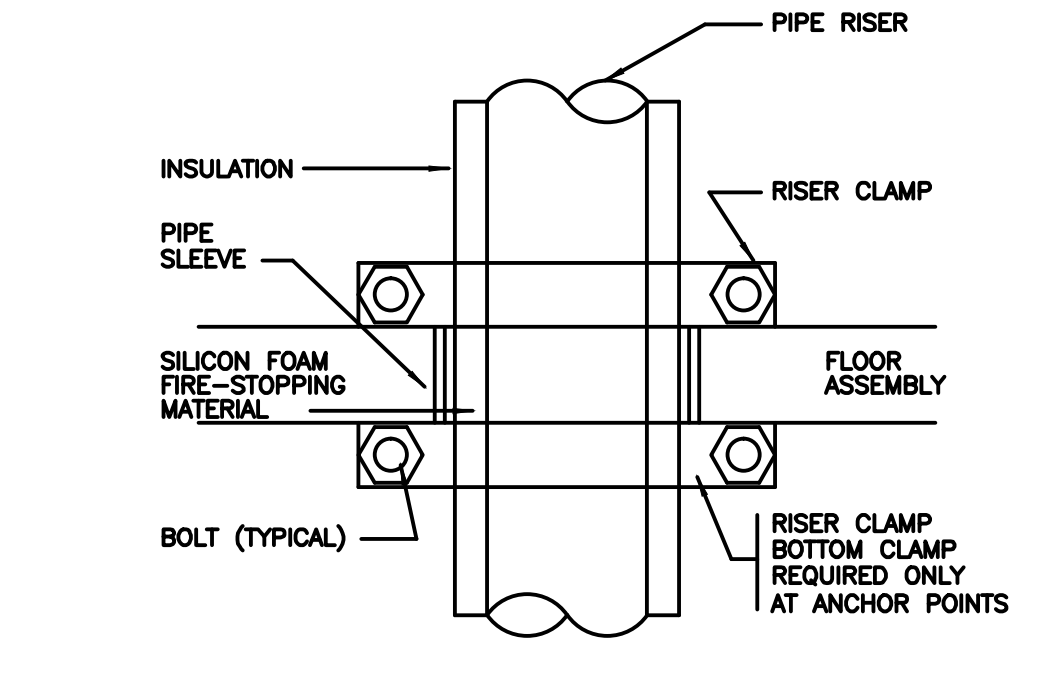 PIPE RISER
INSULATION
RISER CLAMP
PIPE
SLEEVE
SILICON FOAM
FIRE-STOPPING
MATERIAL
FLOOR
ASSEMBLY
BOLT (TYPICAL)
RISER CLAMP
BOTTOM CLAMP
REQUIRED ONLY
AT ANCHOR POINTS